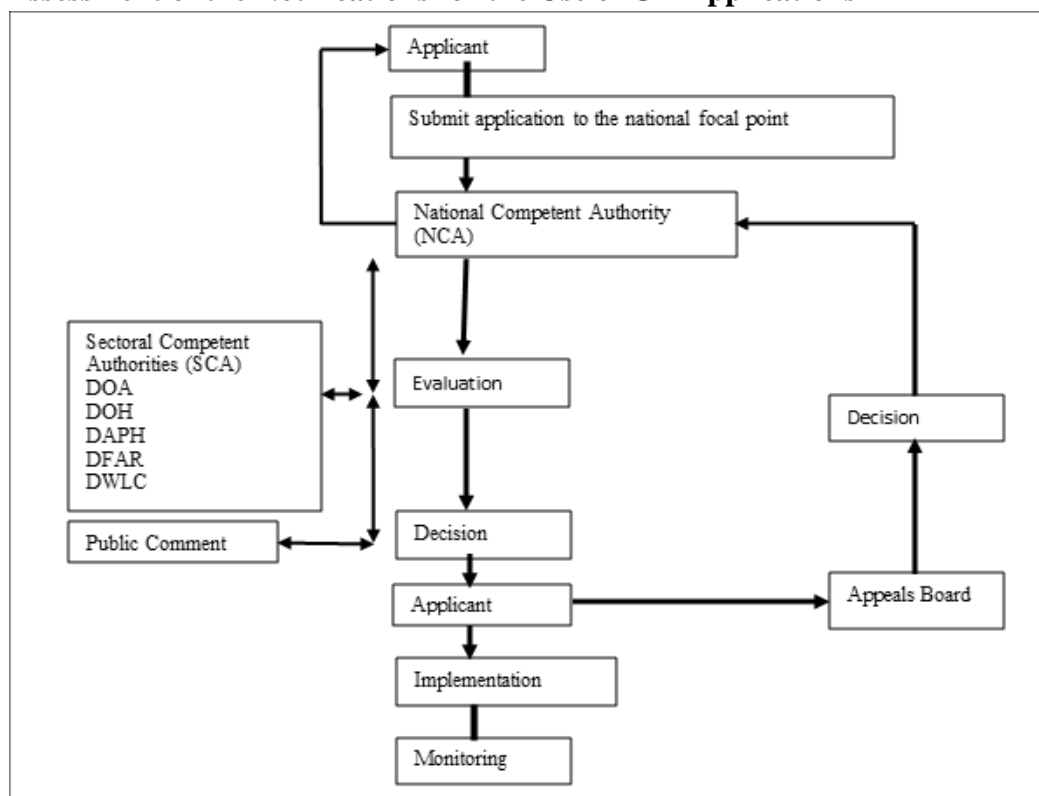 Applicant
Submit application to the national focal point
National Competent Authority
(NCA)
Sectoral Competent
Authorities (SCA)
DOA
DOH
DAPH
DFAR
DWLC
Evaluation
Decision
Public Comment
Decision
Applicant
Appeals Board
Implementation
Monitoring